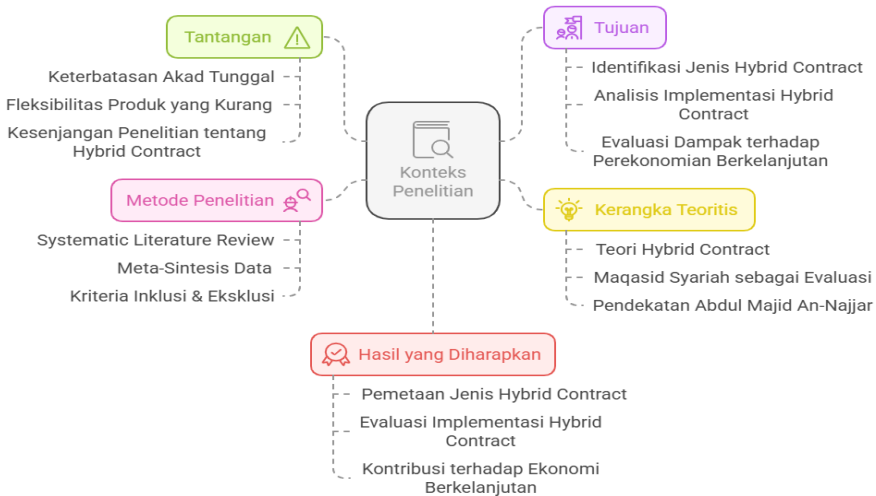 Tantangan
Keterbatasan Akad Tunggal
Fleksibilitas Produk yang Kurang
Kesenjangan Penelitian tentang
Hybrid Contract
Metode Penelitian
Systematic Literature Review
Meta-Sintesis Data
Kriteria Inklusi & Eksklusi
Konteks
Penelitian
Tujuan
Identifikasi Jenis Hybrid Contract
Analisis Implementasi Hybrid
Contract
Evaluasi Dampak terhadap
Perekonomian Berkelanjutan
Kerangka Teoritis
Teori Hybrid Contract
Maqasid Syariah sebagai Evaluasi
Pendekatan Abdul Majid An-Najjar
Hasil yang Diharapkan
Pemetaan Jenis Hybrid Contract
Evaluasi Implementasi Hybrid
Contract
Kontribusi terhadap Ekonomi
Berkelanjutan